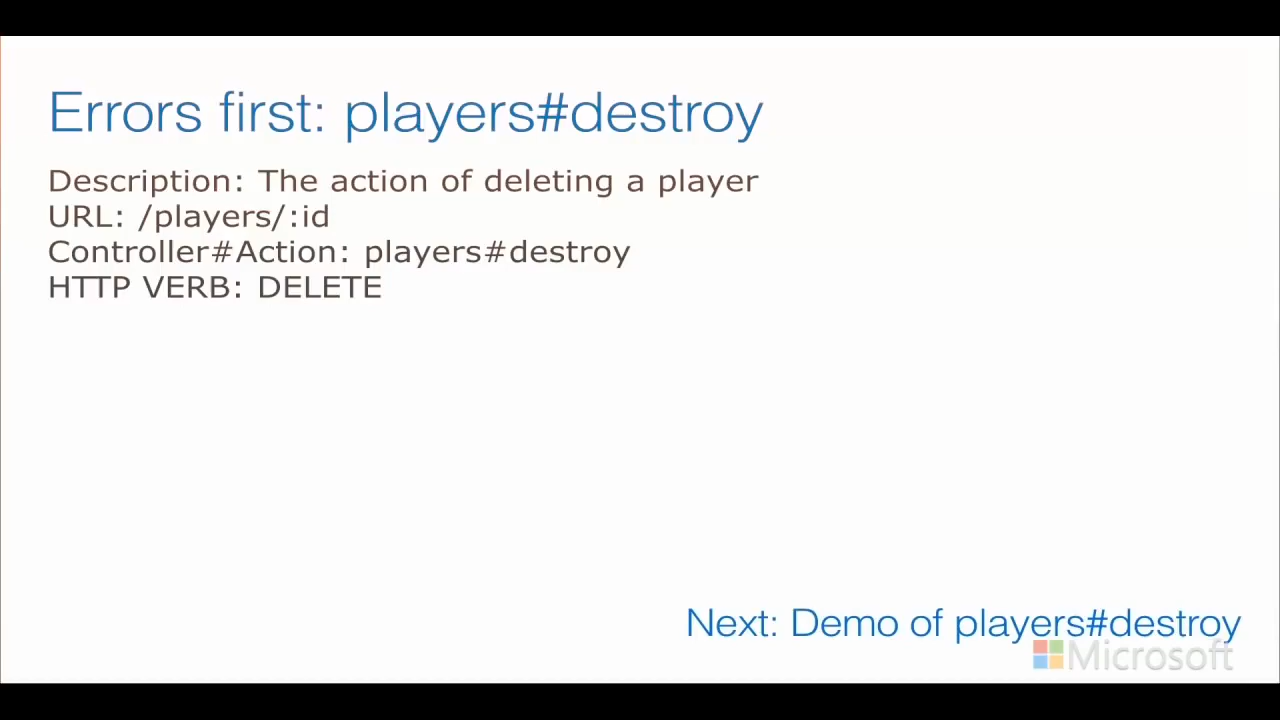 Errors first: players#destroy
Description: The action of deleting a player
URL: /players/:id
Controller#Action: players#destroy
HTTP VERB: DELETE
Next: Demo of players#destroy
Microsoft